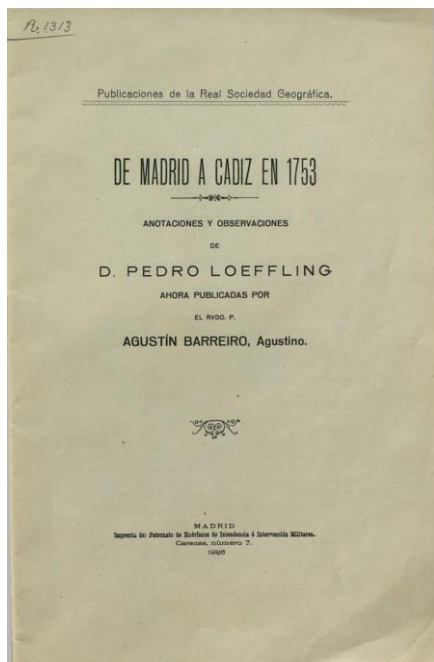 R. 1313
Publicaciones de la Real Sociedad Geográfica.
DE MADRID A CADIZ EN 1753
ANOTACIONES Y OBSERVACIONES
DE
D. PEDRO LOEFFLING
AHORA PUBLICADAS POR
EL RVDO. P.
AGUSTÍN BARREIRO, Agustino.
MADRID
Imprenta del Patronato de Huérfanos de Intendencia é Intervención Militares.
Caracas, número 7.
1926